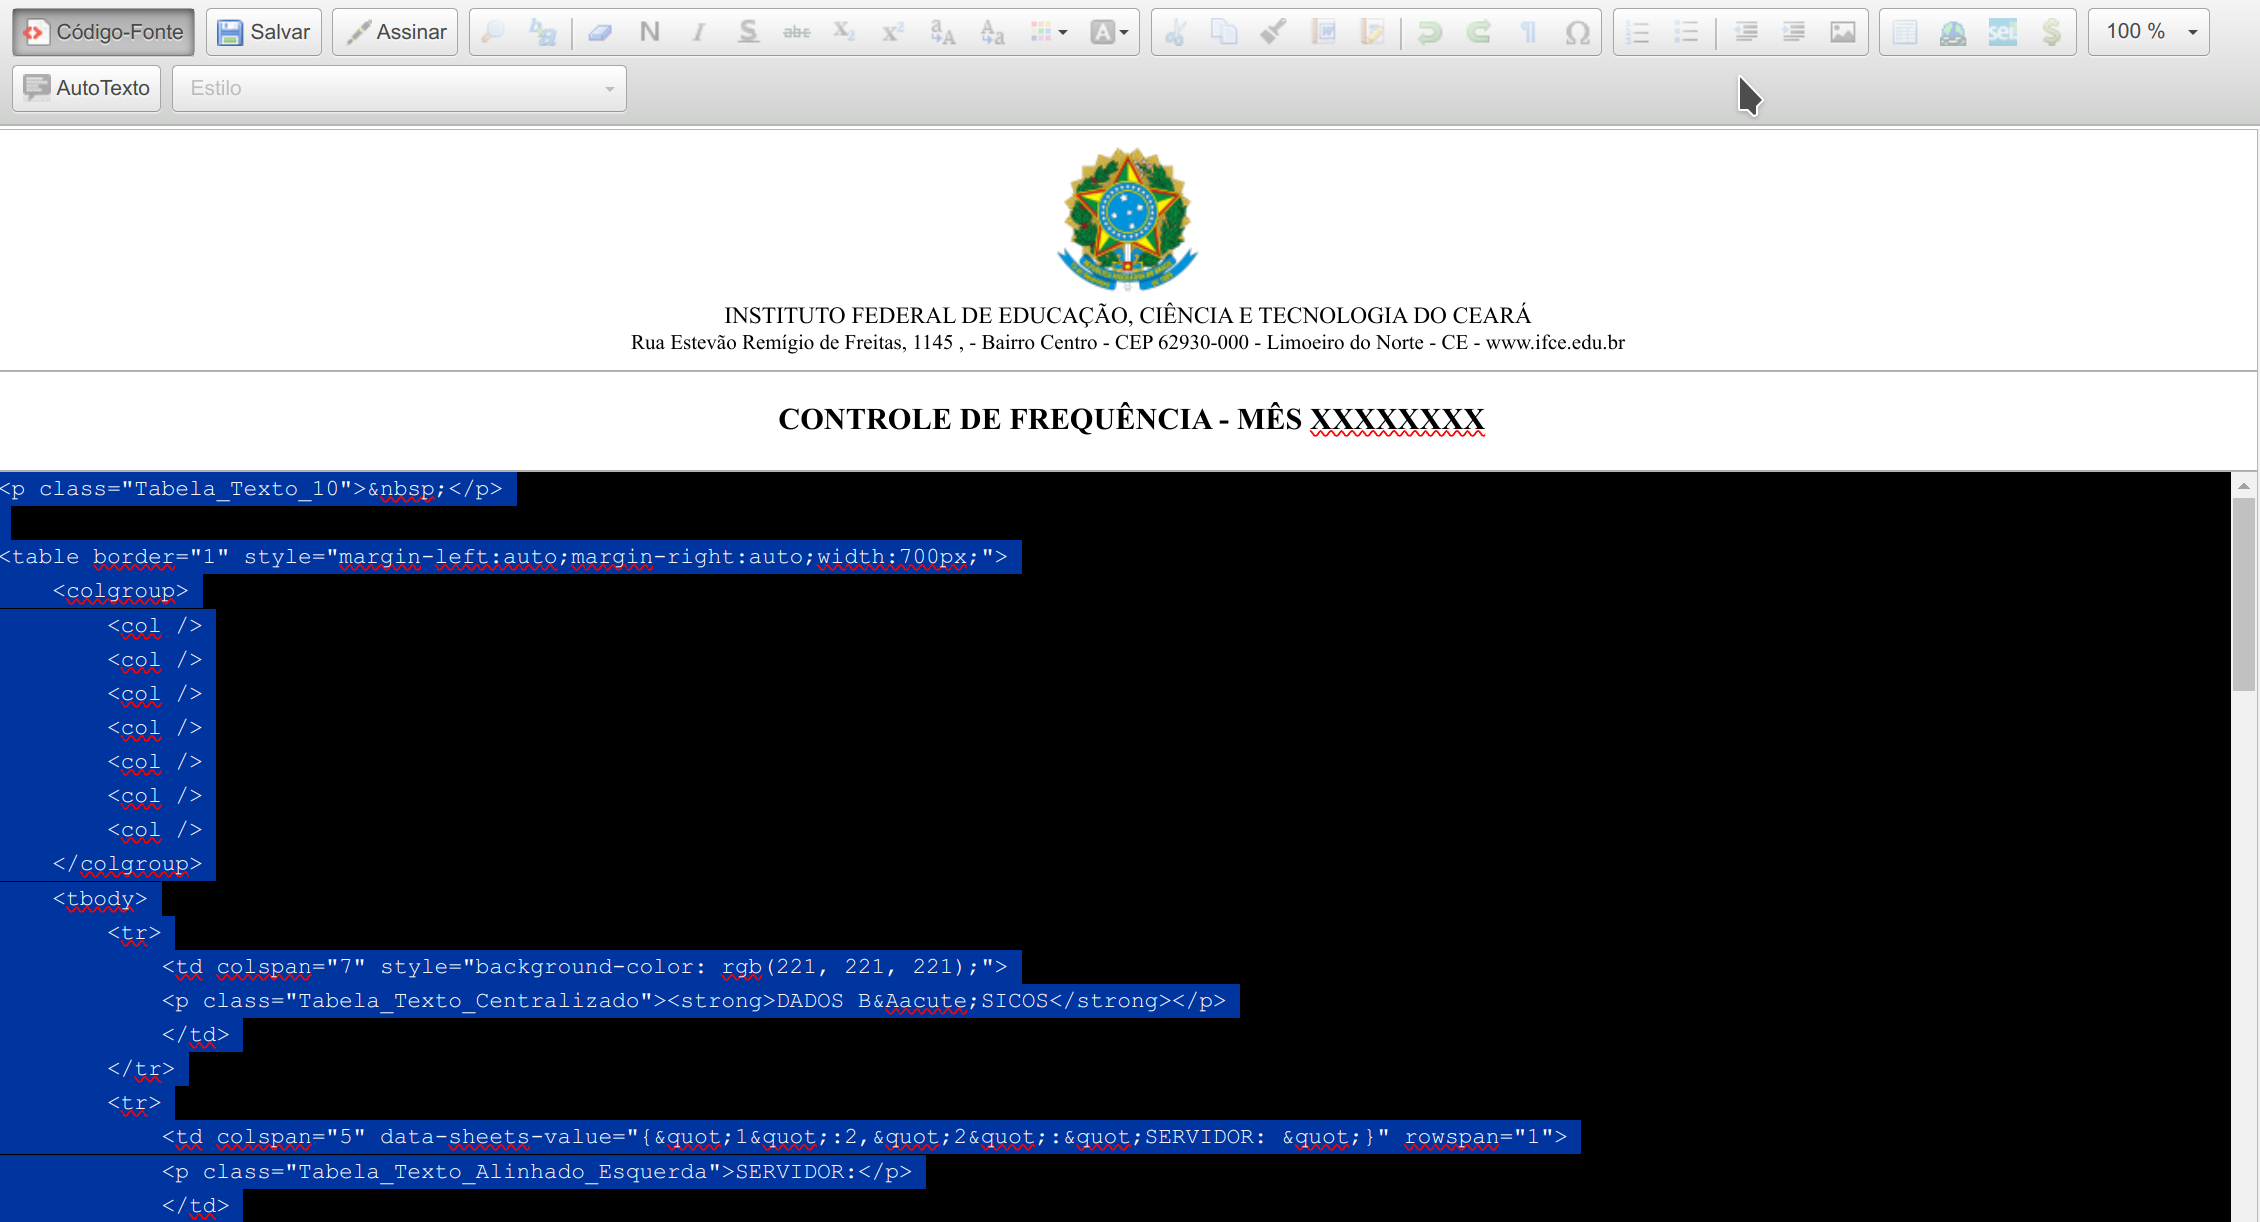 Código-Fonte Salvar Assinar N I S abc X₂ X² 100 %
AutoTexto Estilo
INSTITUTO FEDERAL DE EDUCAÇÃO, CIÊNCIA E TECNOLOGIA DO CEARÁ
Rua Estevão Remígio de Freitas, 1145 , - Bairro Centro - CEP 62930-000 - Limoeiro do Norte - CE - www.ifce.edu.br
CONTROLE DE FREQUÊNCIA - MÊS XXXXXXXX
<p class="Tabela_Texto_10">&nbsp;</p>
<table border="1" style="margin-left:auto;margin-right:auto;width:700px;">
<colgroup>
<col />
<col />
<col />
<col />
<col />
<col />
<col />
</colgroup>
<tbody>
<tr>
<td colspan="7" style="background-color: rgb(221, 221, 221);">
<p class="Tabela_Texto_Centralizado"><strong>DADOS B&Aacute;SICOS</strong></p>
</td>
</tr>
<tr>
<td colspan="5" data-sheets-value="{&quot;1&quot;:2,&quot;2&quot;:&quot;SERVIDOR: &quot;}" rowspan="1">
<p class="Tabela_Texto_Alinhado_Esquerda">SERVIDOR:</p>
</td>